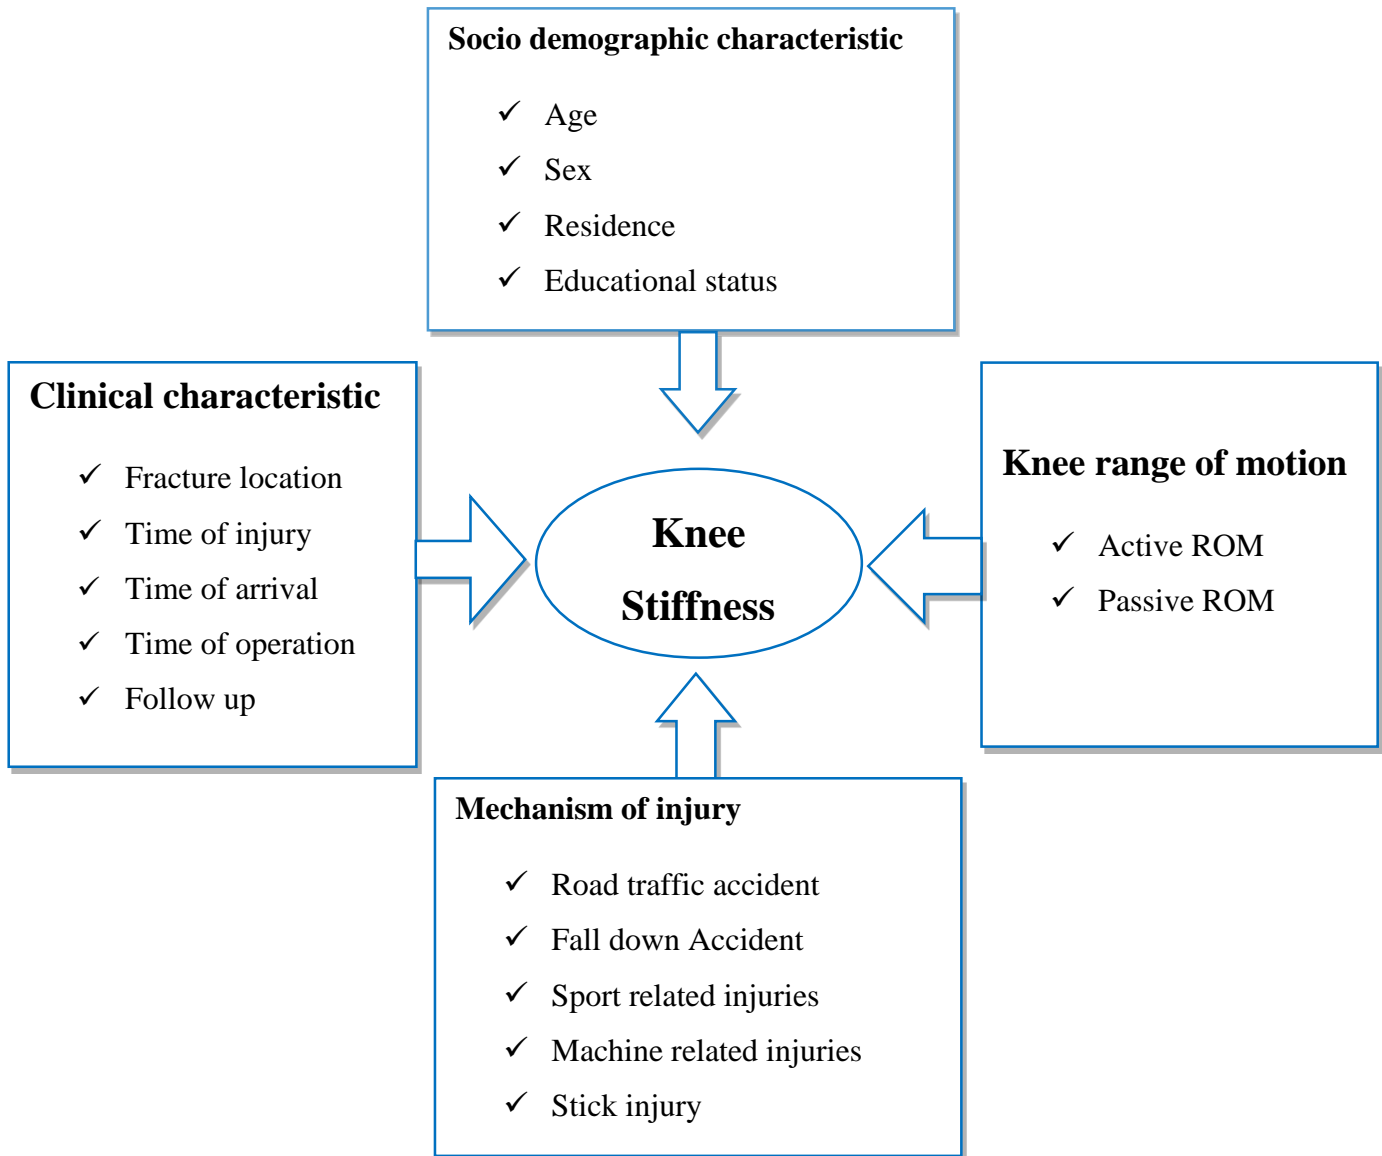 Socio demographic characteristic
✓ Age
✓ Sex
✓ Residence
✓ Educational status
Clinical characteristic
✓ Fracture location
✓ Time of injury
✓ Time of arrival
✓ Time of operation
✓ Follow up
Knee
Stiffness
Knee range of motion
✓ Active ROM
✓ Passive ROM
Mechanism of injury
✓ Road traffic accident
✓ Fall down Accident
✓ Sport related injuries
✓ Machine related injuries
✓ Stick injury